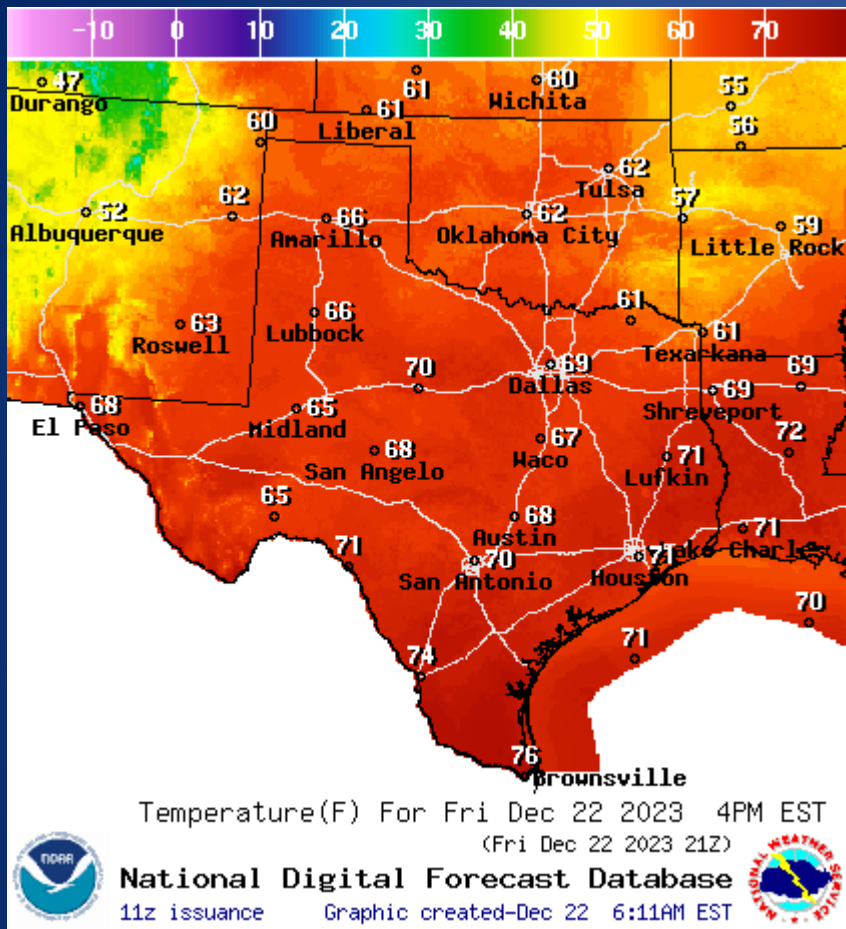 -10 0 10 20 30 40 50 60 70
47
Durango
61
60
Wichita
55
61
Liberal
60
56
62
Tulsa
52
Albuquerque
62
66
Amarillo
62
Oklahoma City
57
59
Little Rock
63
Roswell
66
Lubbock
61
61
Texarkana
70
69
Dallas
69
Shreveport
69
68
El Paso
65
Midland
68
San Angelo
67
Waco
71
Lufkin
72
65
68
Austin
71
Lake Charles
71
70
San Antonio
71
Houston
74
71
70
76
Brownsville
Temperature(F) For Fri Dec 22 2023 4PM EST
(Fri Dec 22 2023 21Z)
NOAA
National Digital Forecast Database
11z issuance Graphic created-Dec 22 6:11AM EST
NATIONAL WEATHER SERVICE